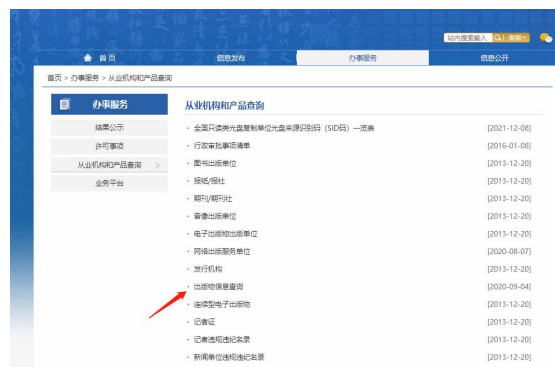 站内搜索输入
首页 信息发布 办事服务 信息公开
首页 > 办事服务 > 从业机构和产品查询
办事服务
结果公示
许可事项
从业机构和产品查询
业务平台
从业机构和产品查询
· 全国只读类光盘复制单位光盘来源识别码（SID码）一览表 [2021-12-08]
· 行政审批事项清单 [2016-01-08]
· 图书出版单位 [2013-12-20]
· 报纸/报社 [2013-12-20]
· 期刊/期刊社 [2013-12-20]
· 音像出版单位 [2013-12-20]
· 电子出版物出版单位 [2013-12-20]
· 网络出版服务单位 [2020-08-07]
· 发行机构 [2013-12-20]
· 出版物信息查询 [2020-09-04]
· 连续型电子出版物 [2013-12-20]
· 记者证 [2013-12-20]
· 记者违规违纪名录 [2013-12-20]
· 新闻单位违规违纪名录 [2013-12-20]